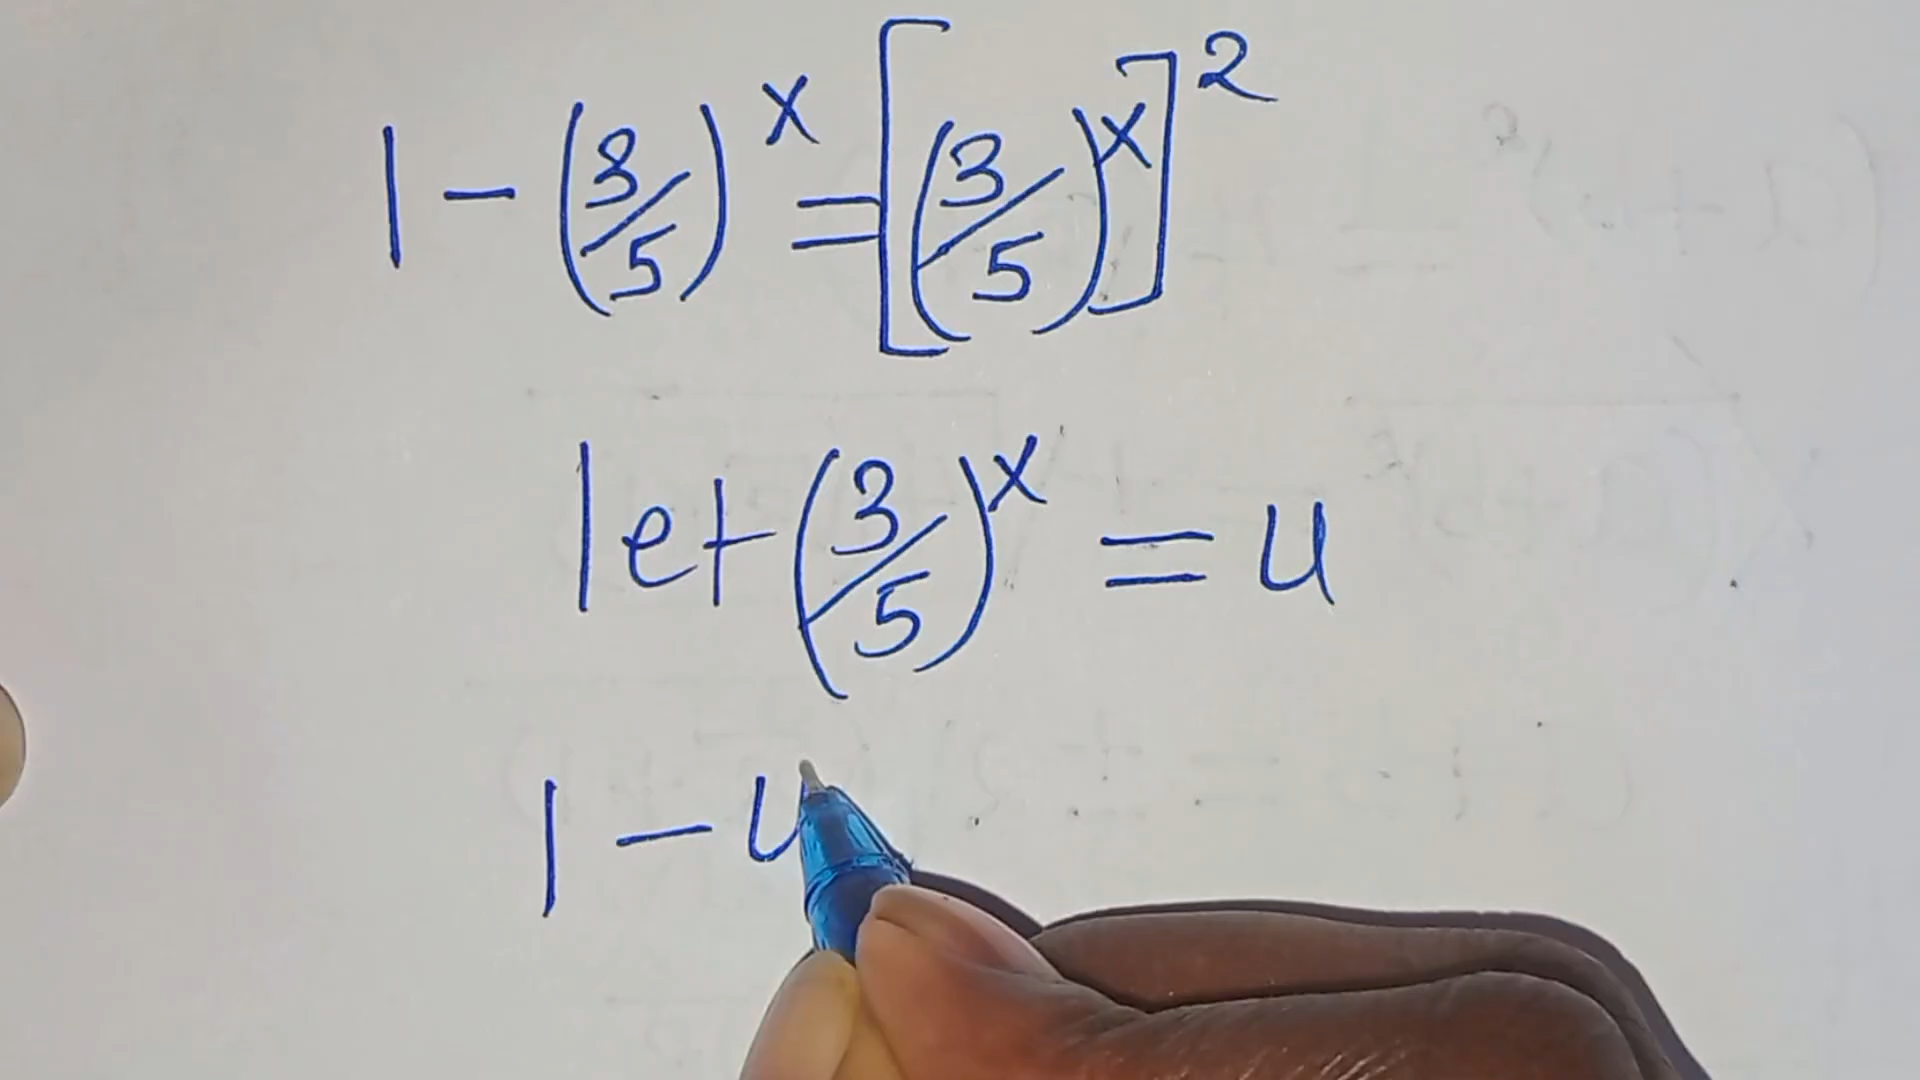 1 - (3/5)^x = [(3/5)^x]^2
let (3/5)^x = u
1 - u